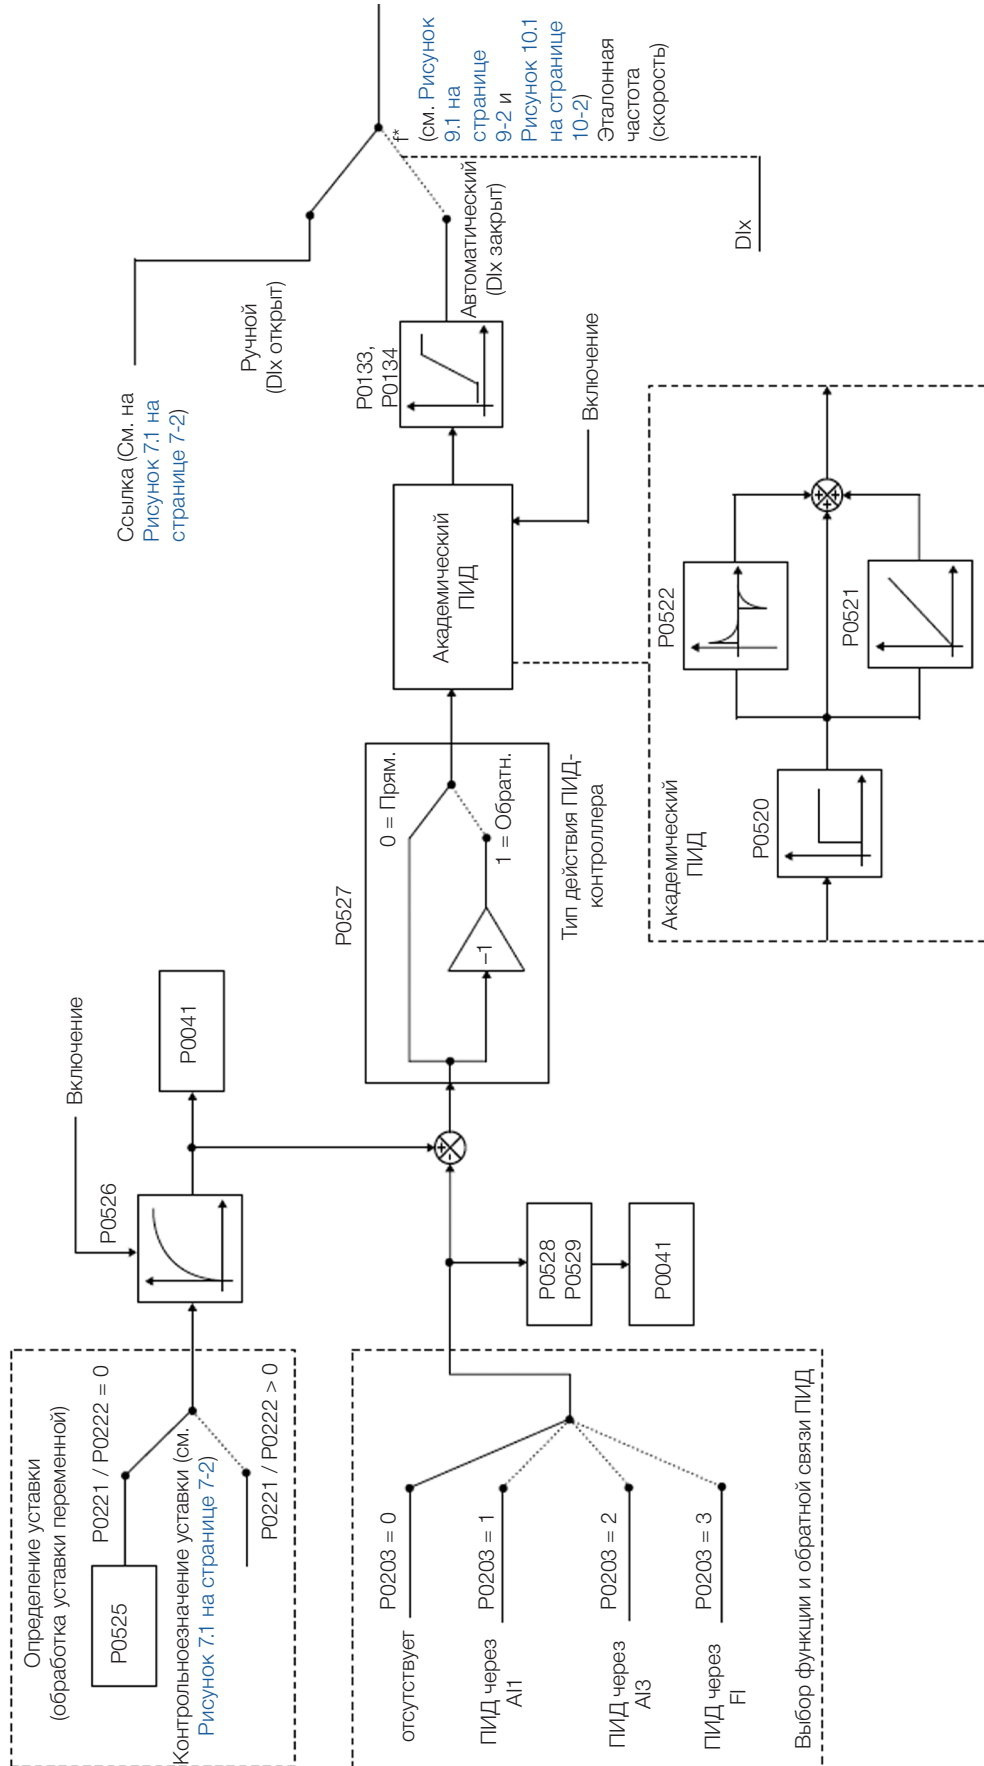 Определение уставки
(обработка уставки переменной)
P0525
P0221 / P0222 = 0
Контрольноезначение уставки (см.
Рисунок 7.1 на странице 7-2)
P0221 / P0222 > 0
Включение
P0526
P0041
отсутствует
P0203 = 0
ПИД через
AI1
P0203 = 1
ПИД через
AI3
P0203 = 2
ПИД через
FI
P0203 = 3
Выбор функции и обратной связи ПИД
P0528
P0529
P0041
+
-
P0527
0 = Прям.
–1
1 = Обратн.
Тип действия ПИД-
контроллера
Академический
ПИД
Включение
P0133,
P0134
Ссылка (См. на
Рисунок 7.1 на
странице 7-2)
Ручной
(DIx открыт)
Автоматический
(DIx закрыт)
DIx
f*
(см. Рисунок
9.1 на
странице
9-2 и
Рисунок 10.1
на странице
10-2)
Эталонная
частота
(скорость)
Академический
ПИД
P0520
P0522
P0521
+
+
+